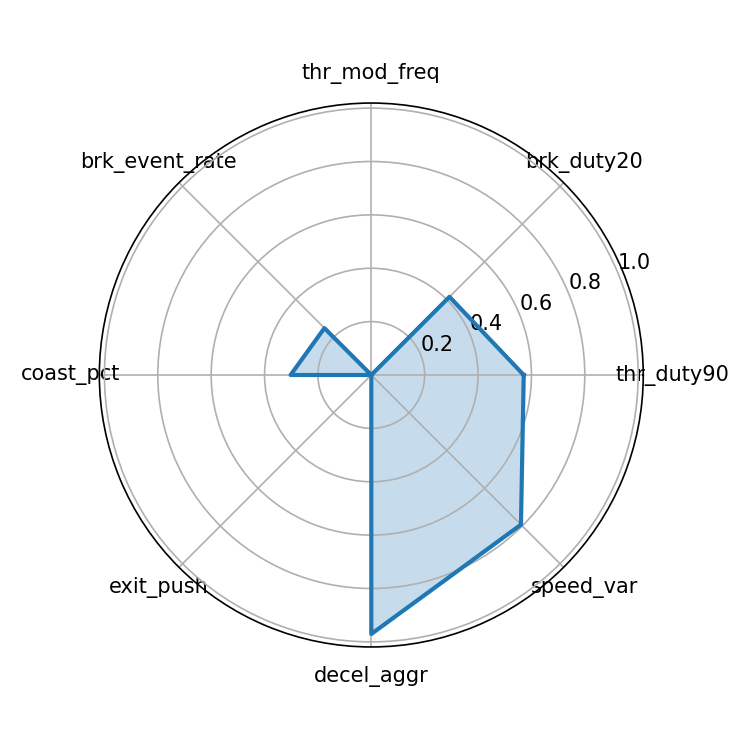 thr_mod_freq
brk_event_rate
brk_duty20
1.0
0.8
0.6
0.4
0.2
coast_pct
thr_duty90
exit_push
speed_var
decel_aggr